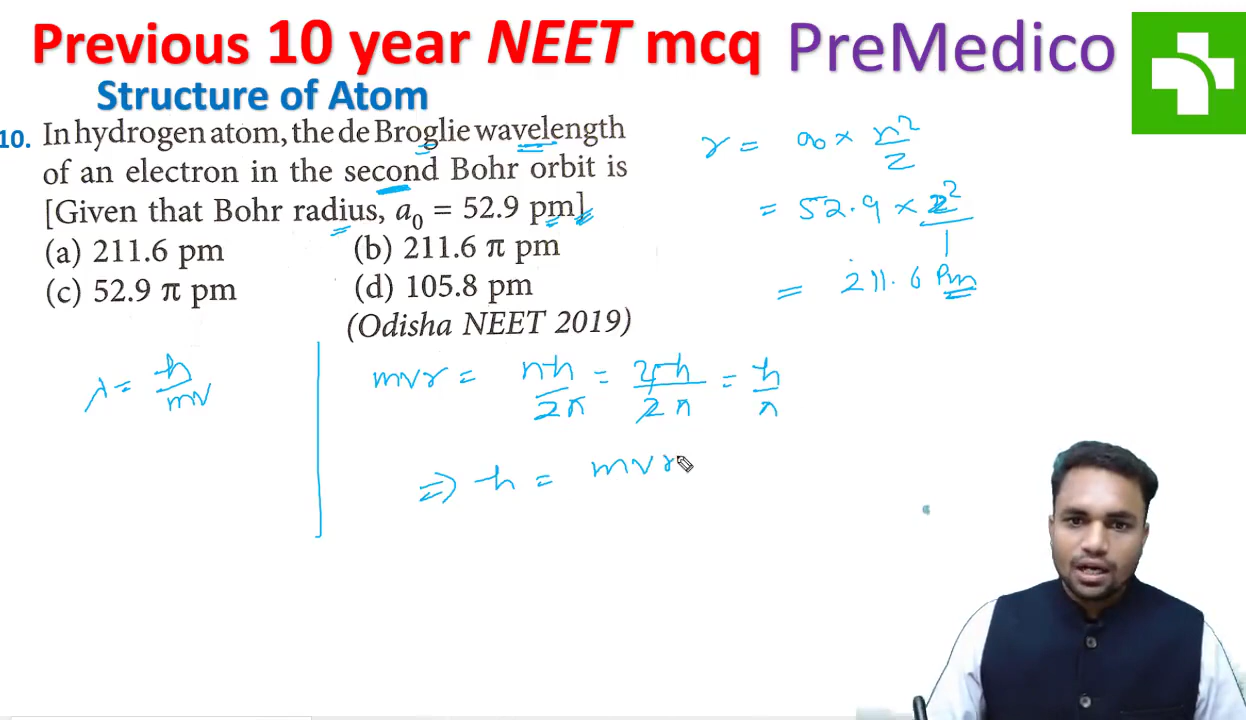 Previous 10 year NEET mcq PreMedico
Structure of Atom
10. In hydrogen atom, the de Broglie wavelength
of an electron in the second Bohr orbit is
[Given that Bohr radius, a₀ = 52.9 pm]
(a) 211.6 pm (b) 211.6 π pm
(c) 52.9 π pm (d) 105.8 pm
(Odisha NEET 2019)
r = a₀ × n²/Z
= 52.9 × 2²/1
= 211.6 Pm
λ = h/mv
mvr = nh/2π = 2h/2π = h/π
⇒ h = mvr